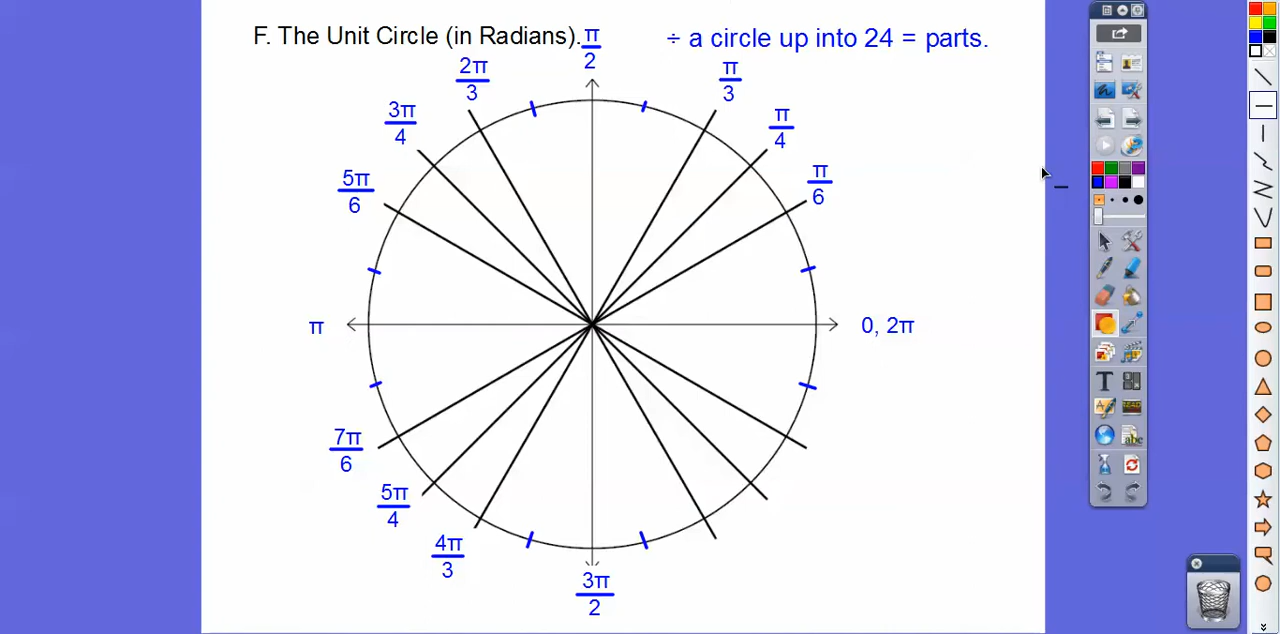 F. The Unit Circle (in Radians).
÷ a circle up into 24 = parts.
π/2
2π/3
π/3
3π/4
π/4
5π/6
π/6
π
0, 2π
7π/6
5π/4
4π/3
3π/2